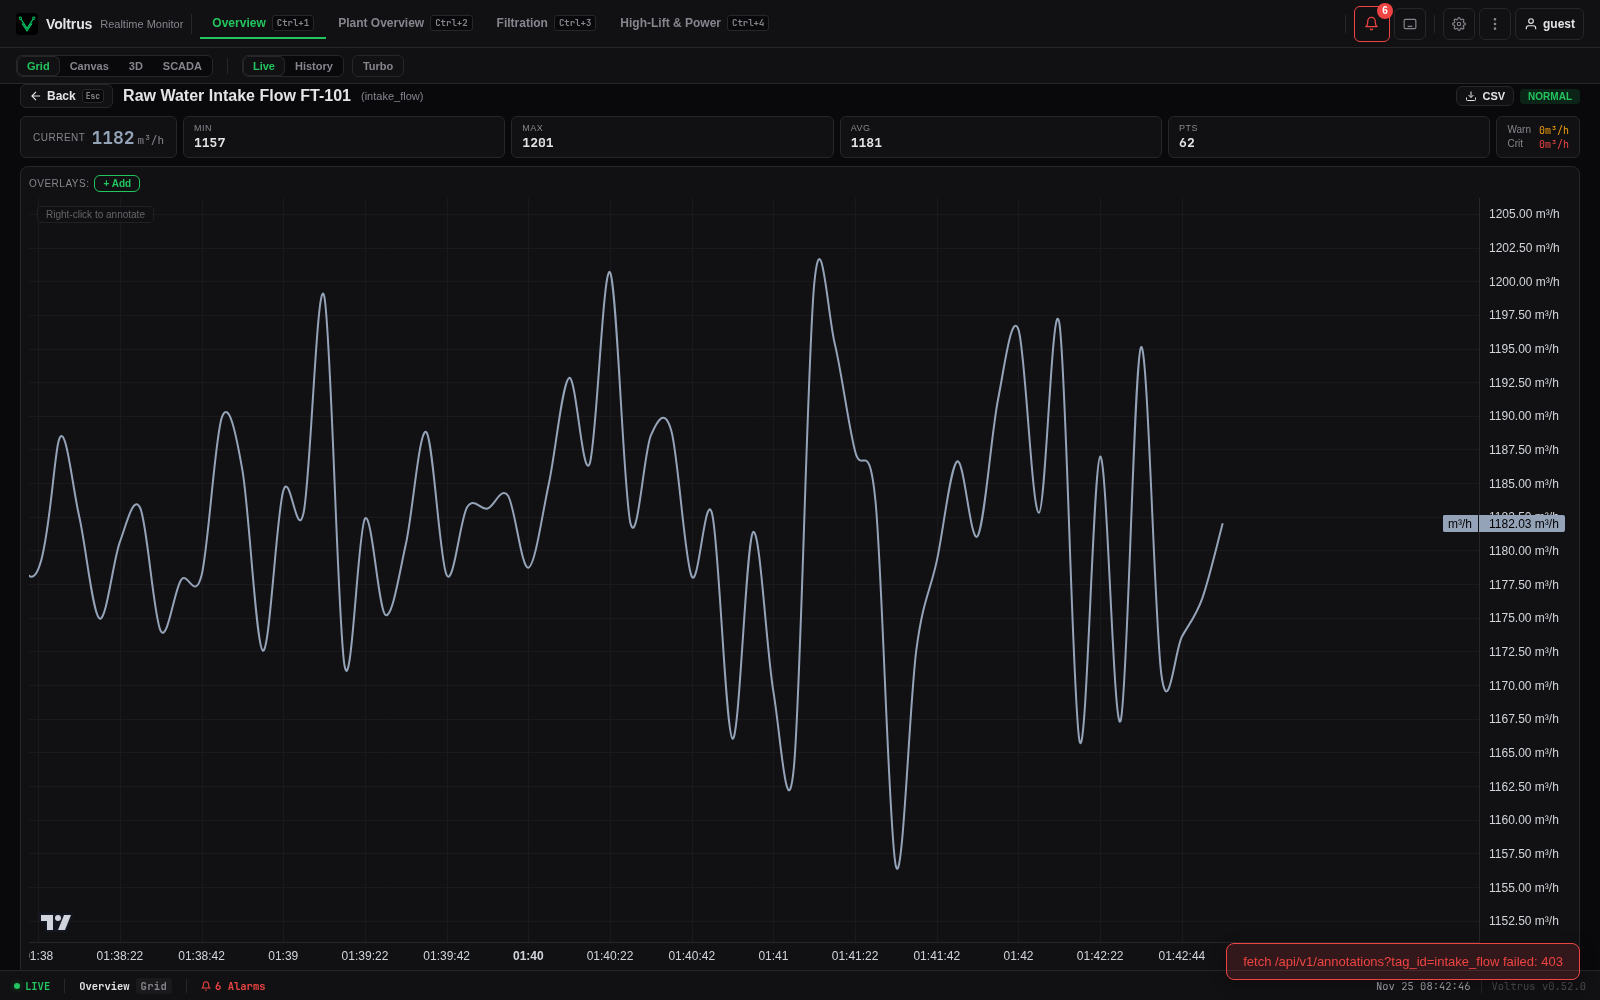 Voltrus Realtime Monitor Overview Ctrl+1 Plant Overview Ctrl+2 Filtration Ctrl+3 High-Lift & Power Ctrl+4 6 guest
Grid Canvas 3D SCADA Live History Turbo
Back Esc Raw Water Intake Flow FT-101 (intake_flow) CSV NORMAL
CURRENT 1182 m³/h
MIN
1157
MAX
1201
AVG
1181
PTS
62
Warn 0m³/h
Crit 0m³/h
OVERLAYS: + Add
Right-click to annotate
1205.00 m³/h
1202.50 m³/h
1200.00 m³/h
1197.50 m³/h
1195.00 m³/h
1192.50 m³/h
1190.00 m³/h
1187.50 m³/h
1185.00 m³/h
m³/h 1182.03 m³/h
1180.00 m³/h
1177.50 m³/h
1175.00 m³/h
1172.50 m³/h
1170.00 m³/h
1167.50 m³/h
1165.00 m³/h
1162.50 m³/h
1160.00 m³/h
1157.50 m³/h
1155.00 m³/h
1152.50 m³/h
1:38 01:38:22 01:38:42 01:39 01:39:22 01:39:42 01:40 01:40:22 01:40:42 01:41 01:41:22 01:41:42 01:42 01:42:22 01:42:44
fetch /api/v1/annotations?tag_id=intake_flow failed: 403
LIVE Overview Grid 6 Alarms Nov 25 08:42:46 Voltrus v0.52.0